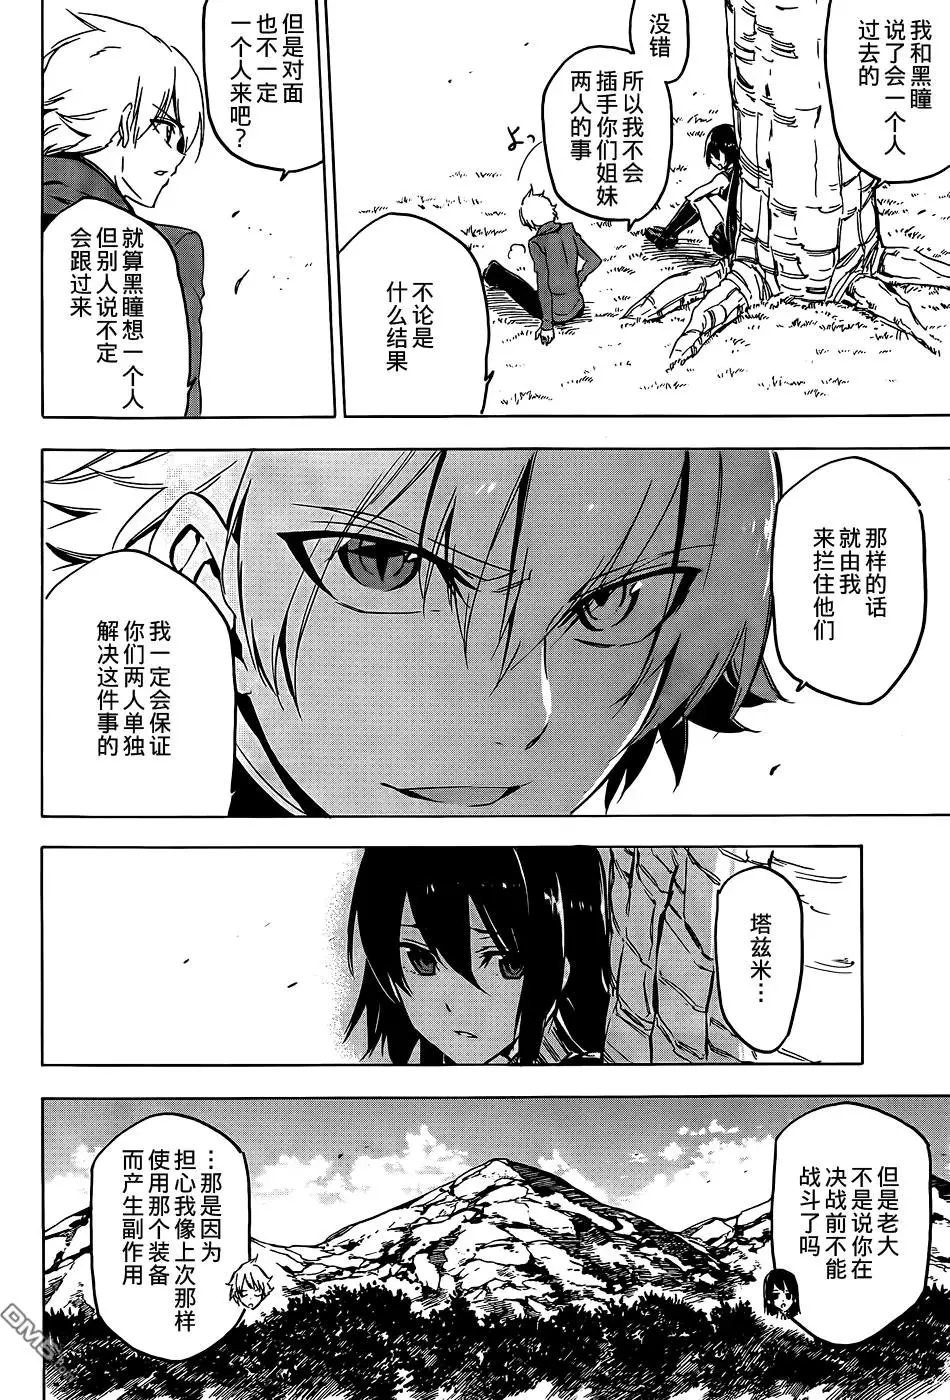 我和黑瞳
说了会一个人
过去的
没错
所以我不会
插手你们姐妹
两人的事
よっ
不论是
什么结果
但是对面
也不一定
一个人来吧?
就算黑瞳想一个人
但别人说不定
会跟过来
那样的话
就由我
来拦住他们
我一定会保证
你们两人单独
解决这件事的
塔兹米…
但是老大
不是说你在
决战前不能
战斗了吗
…那是因为
担心我像上次那样
使用那个装备
而产生副作用